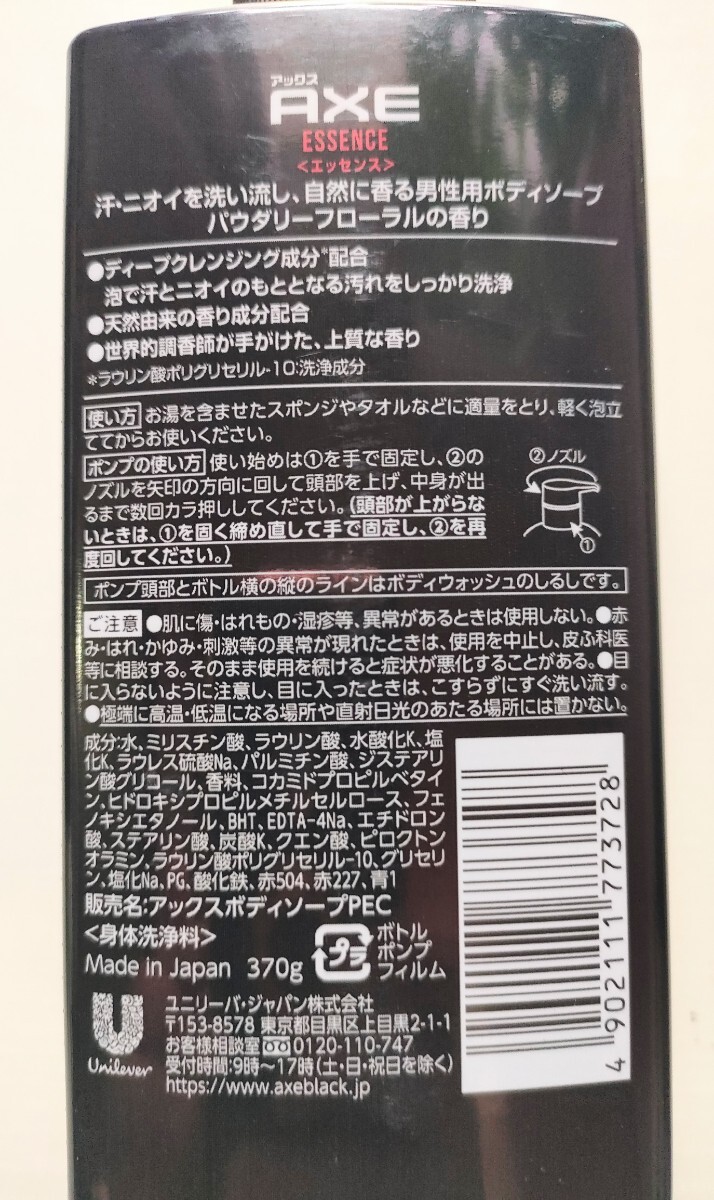 アックス
AXE
ESSENCE
<エッセンス>
汗・ニオイを洗い流し、自然に香る男性用ボディソープ
パウダリーフローラルの香り
●ディープクレンジング成分*配合
泡で汗とニオイのもととなる汚れをしっかり洗浄
●天然由来の香り成分配合
●世界的調香師が手がけた、上質な香り
*ラウリン酸ポリグリセリル-10:洗浄成分
使い方 お湯を含ませたスポンジやタオルなどに適量をとり、軽く泡立
ててからお使いください。
ポンプの使い方 使い始めは①を手で固定し、②の
ノズルを矢印の方向に回して頭部を上げ、中身が出
るまで数回カラ押ししてください。(頭部が上がらな
いときは、①を固く締め直して手で固定し、②を再
度回してください。)
②ノズル
①
ポンプ頭部とボトル横の縦のラインはボディウォッシュのしるしです。
ご注意 ●肌に傷・はれもの・湿疹等、異常があるときは使用しない。●赤
み・はれ・かゆみ・刺激等の異常が現れたときは、使用を中止し、皮ふ科医
等に相談する。そのまま使用を続けると症状が悪化することがある。●目
に入らないように注意し、目に入ったときは、こすらずにすぐ洗い流す。
●極端に高温・低温になる場所や直射日光のあたる場所には置かない。
成分:水、ミリスチン酸、ラウリン酸、水酸化K、塩
化K、ラウレス硫酸Na、パルミチン酸、ジステアリ
ン酸グリコール、香料、コカミドプロピルベタイ
ン、ヒドロキシプロピルメチルセルロース、フェ
ノキシエタノール、BHT、EDTA-4Na、エチドロン
酸、ステアリン酸、炭酸K、クエン酸、ピロクトン
オラミン、ラウリン酸ポリグリセリル-10、グリセリ
ン、塩化Na、PG、酸化鉄、赤504、赤227、青1
販売名:アックスボディソープPEC
<身体洗浄料>
Made in Japan 370g
プラ
ボトル
ポンプ
フィルム
Unilever
ユニリーバ・ジャパン株式会社
〒153-8578 東京都目黒区上目黒2-1-1
お客様相談室 0120-110-747
受付時間:9時~17時(土・日・祝日を除く)
https://www.axeblack.jp
4902111773728